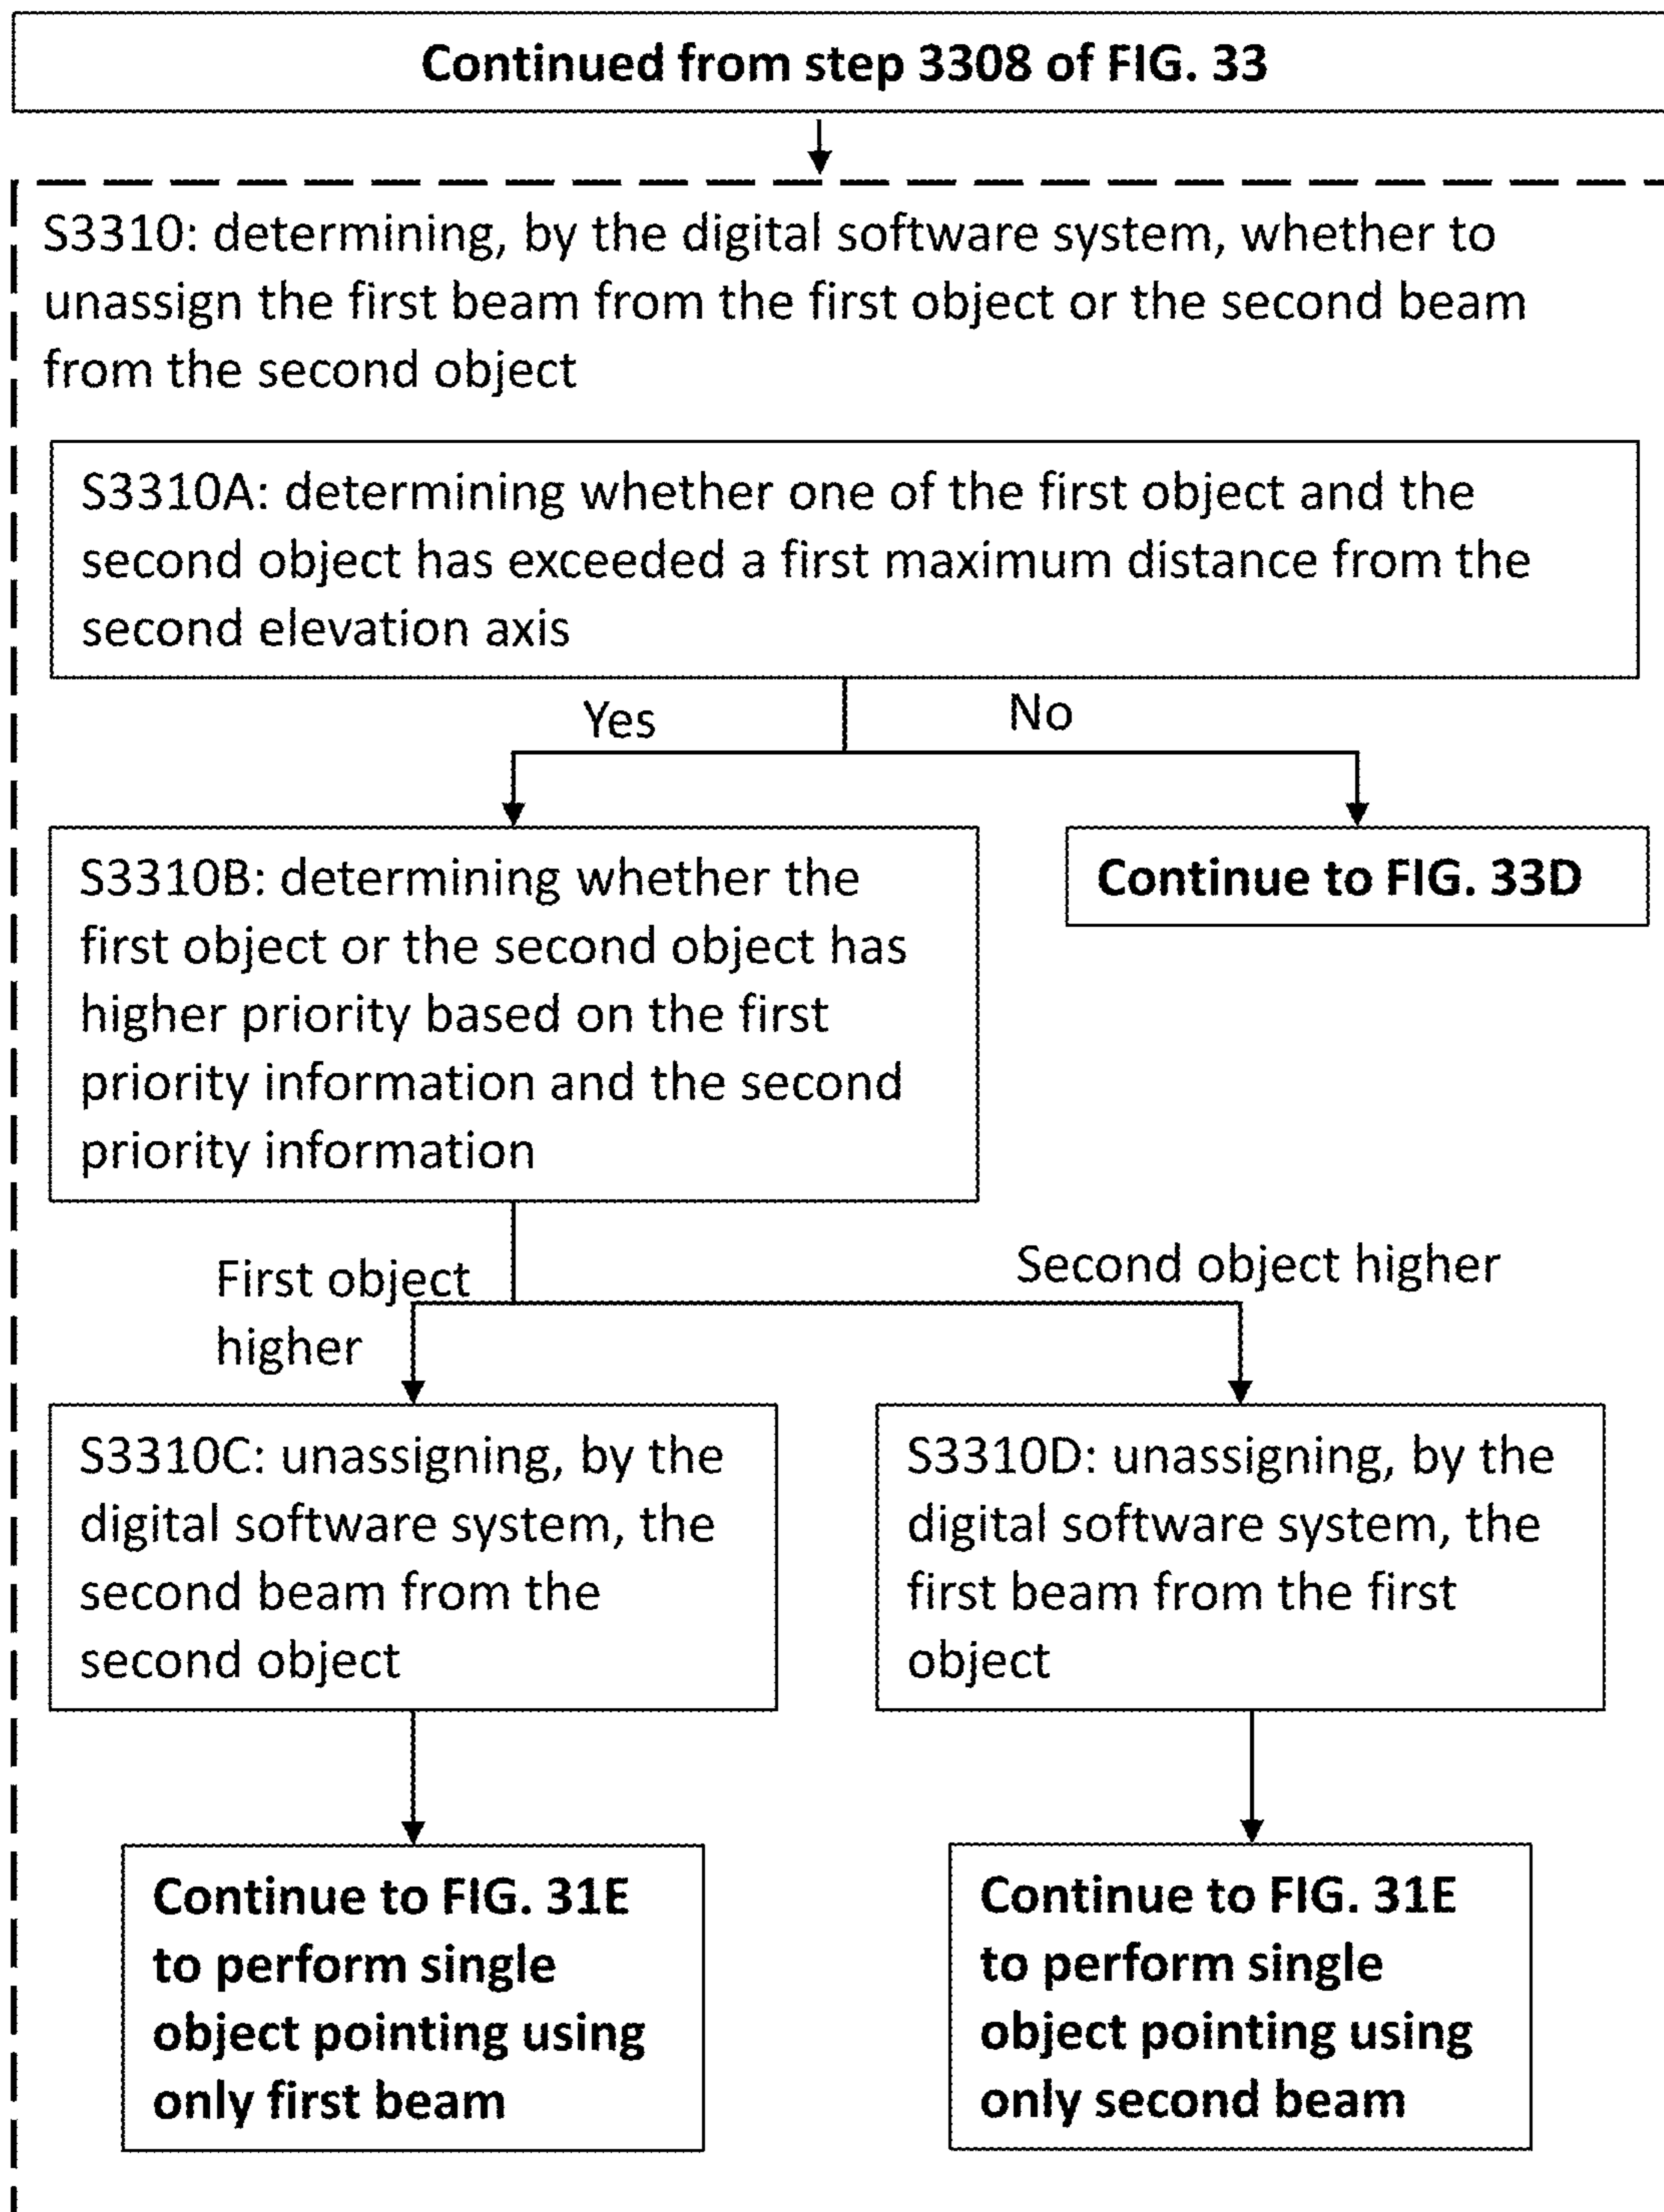 Continued from step 3308 of FIG. 33
S3310: determining, by the digital software system, whether to
unassign the first beam from the first object or the second beam
from the second object
S3310A: determining whether one of the first object and the
second object has exceeded a first maximum distance from the
second elevation axis
Yes
No
S3310B: determining whether the
first object or the second object has
higher priority based on the first
priority information and the second
priority information
Continue to FIG. 33D
First object
higher
Second object higher
S3310C: unassigning, by the
digital software system, the
second beam from the
second object
S3310D: unassigning, by the
digital software system, the
first beam from the first
object
Continue to FIG. 31E
to perform single
object pointing using
only first beam
Continue to FIG. 31E
to perform single
object pointing using
only second beam